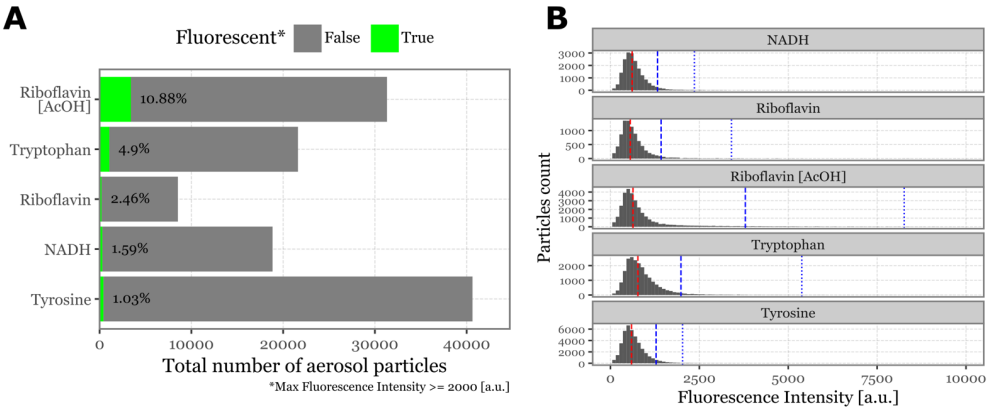 A
Fluorescent* False True
Riboflavin
[AcOH]
10.88%
Tryptophan
4.9%
Riboflavin
2.46%
NADH
1.59%
Tyrosine
1.03%
0 10000 20000 30000 40000
Total number of aerosol particles
*Max Fluorescence Intensity >= 2000 [a.u.]
B
Particles count
NADH
3000
2000
1000
0
Riboflavin
1000
500
0
Riboflavin [AcOH]
4000
3000
2000
1000
0
Tryptophan
2000
1000
0
Tyrosine
6000
4000
2000
0
0 2500 5000 7500 10000
Fluorescence Intensity [a.u.]